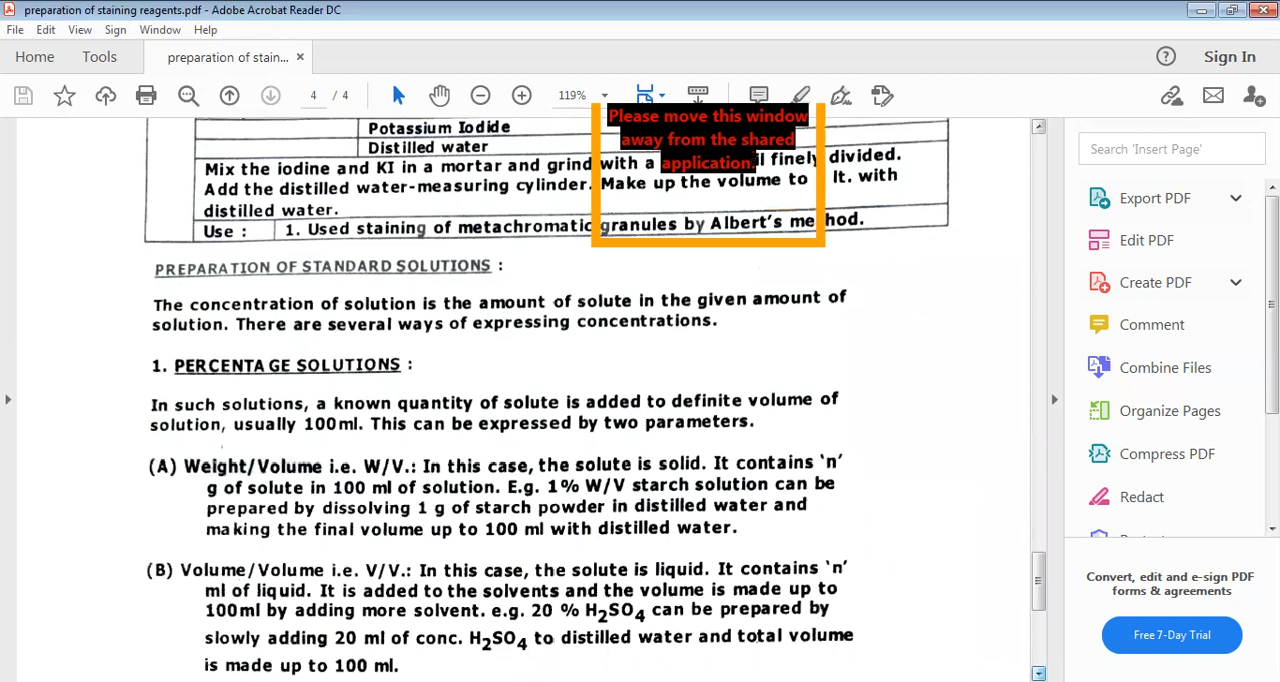 preparation of staining reagents.pdf - Adobe Acrobat Reader DC
File Edit View Sign Window Help
Home Tools preparation of stain... × Sign In
4 / 4 119%
Please move this window
away from the shared
application.
Potassium Iodide
Distilled water
Mix the iodine and KI in a mortar and grind with a il finely divided.
Add the distilled water-measuring cylinder. Make up the volume to lt. with
distilled water.
Use : 1. Used staining of metachromatic granules by Albert's method.
PREPARATION OF STANDARD SOLUTIONS :
The concentration of solution is the amount of solute in the given amount of
solution. There are several ways of expressing concentrations.
1. PERCENTAGE SOLUTIONS :
In such solutions, a known quantity of solute is added to definite volume of
solution, usually 100ml. This can be expressed by two parameters.
(A) Weight/Volume i.e. W/V.: In this case, the solute is solid. It contains 'n'
g of solute in 100 ml of solution. E.g. 1% W/V starch solution can be
prepared by dissolving 1 g of starch powder in distilled water and
making the final volume up to 100 ml with distilled water.
(B) Volume/Volume i.e. V/V.: In this case, the solute is liquid. It contains 'n'
ml of liquid. It is added to the solvents and the volume is made up to
100ml by adding more solvent. e.g. 20 % H₂SO₄ can be prepared by
slowly adding 20 ml of conc. H₂SO₄ to distilled water and total volume
is made up to 100 ml.
Search 'Insert Page'
Export PDF
Edit PDF
Create PDF
Comment
Combine Files
Organize Pages
Compress PDF
Redact
Convert, edit and e-sign PDF
forms & agreements
Free 7-Day Trial